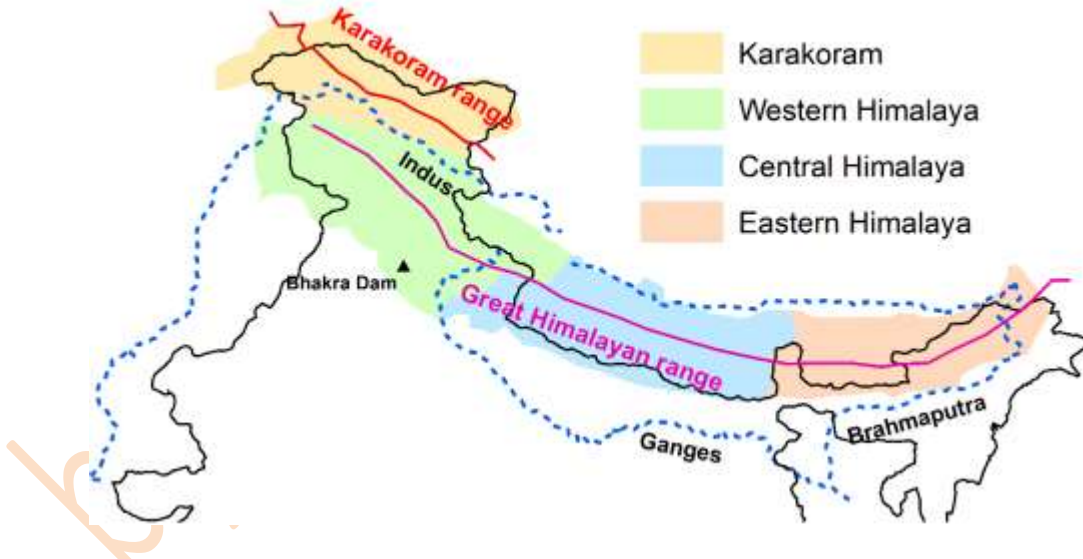 Karakoram range
Karakoram
Western Himalaya
Central Himalaya
Eastern Himalaya
Indus
Bhakra Dam
Great Himalayan range
Ganges
Brahmaputra